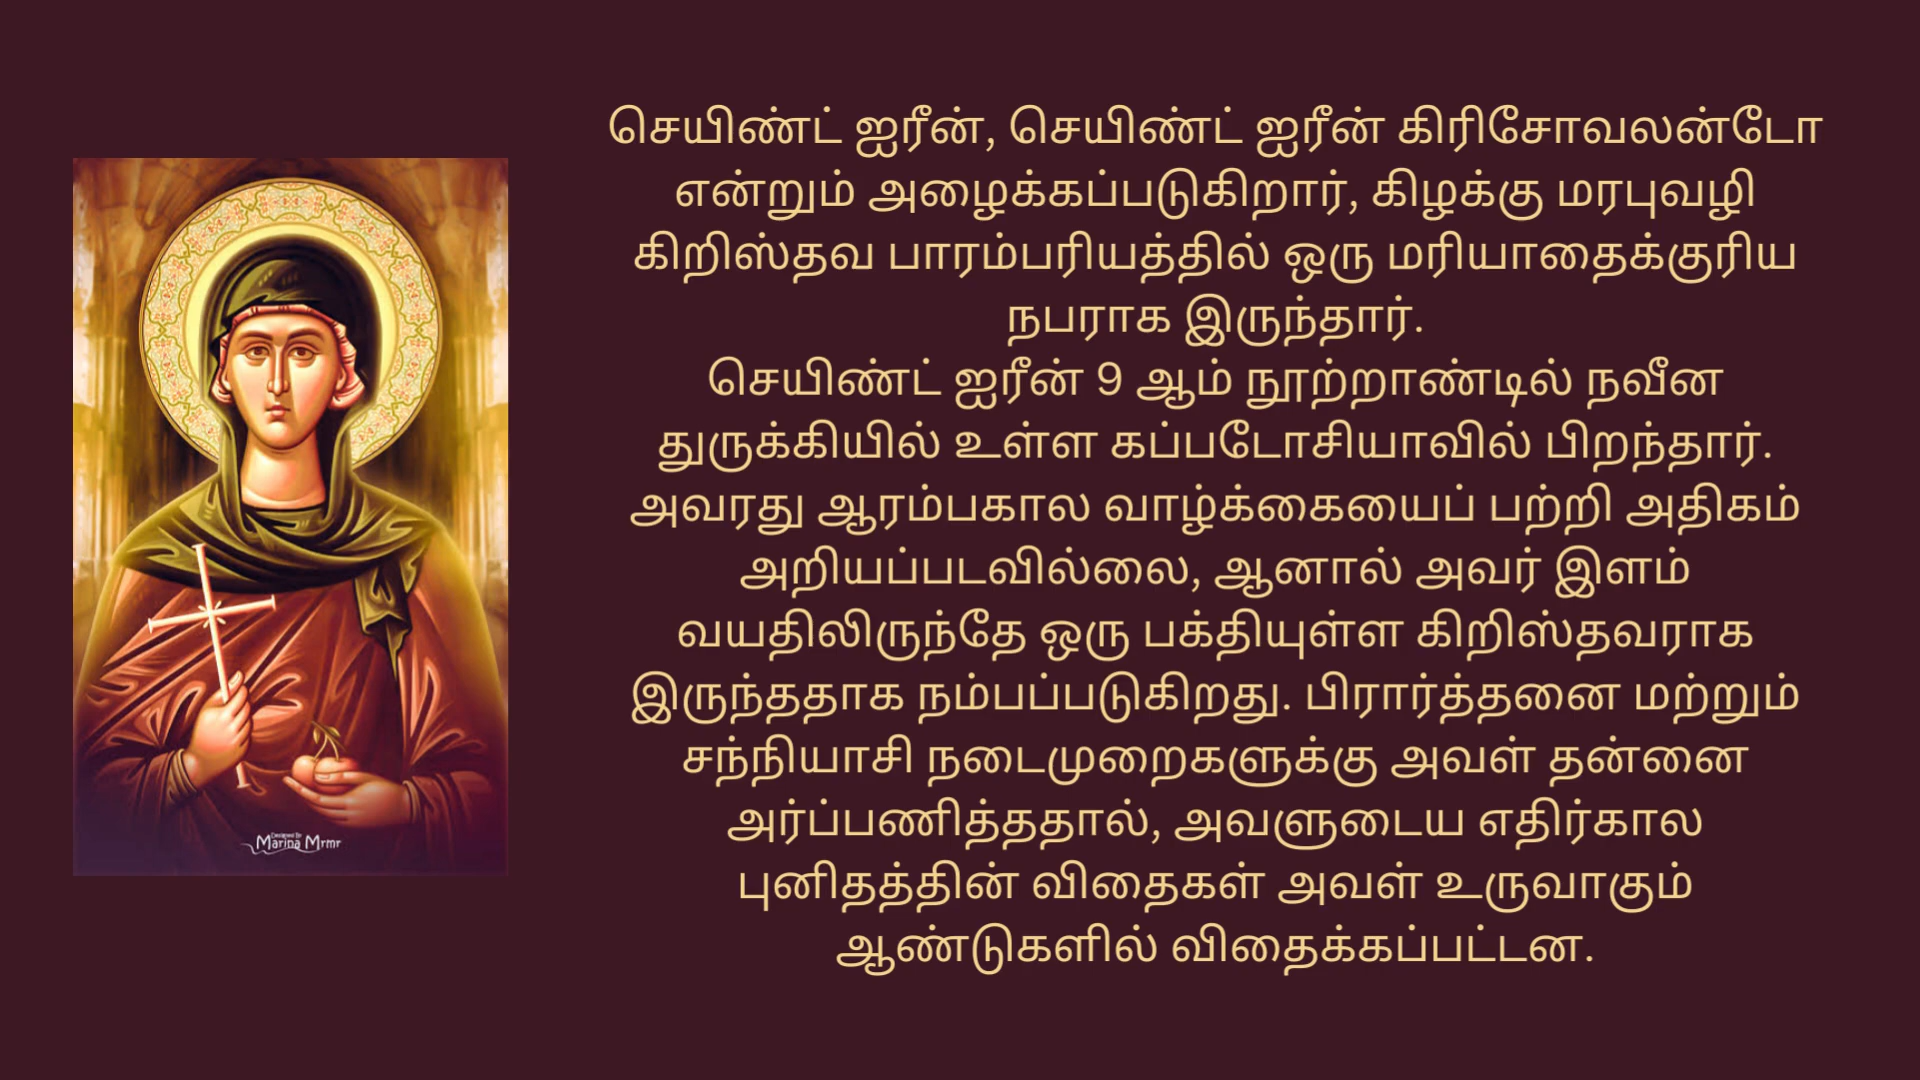 செயிண்ட் ஐரீன், செயிண்ட் ஐரீன் கிரிசோவலன்டோ
என்றும் அழைக்கப்படுகிறார், கிழக்கு மரபுவழி
கிறிஸ்தவ பாரம்பரியத்தில் ஒரு மரியாதைக்குரிய
நபராக இருந்தார்.
செயிண்ட் ஐரீன் 9 ஆம் நூற்றாண்டில் நவீன
துருக்கியில் உள்ள கப்படோசியாவில் பிறந்தார்.
அவரது ஆரம்பகால வாழ்க்கையைப் பற்றி அதிகம்
அறியப்படவில்லை, ஆனால் அவர் இளம்
வயதிலிருந்தே ஒரு பக்தியுள்ள கிறிஸ்தவராக
இருந்ததாக நம்பப்படுகிறது. பிரார்த்தனை மற்றும்
சந்நியாசி நடைமுறைகளுக்கு அவள் தன்னை
அர்ப்பணித்ததால், அவளுடைய எதிர்கால
புனிதத்தின் விதைகள் அவள் உருவாகும்
ஆண்டுகளில் விதைக்கப்பட்டன.
Designed By
Marina Mrmr